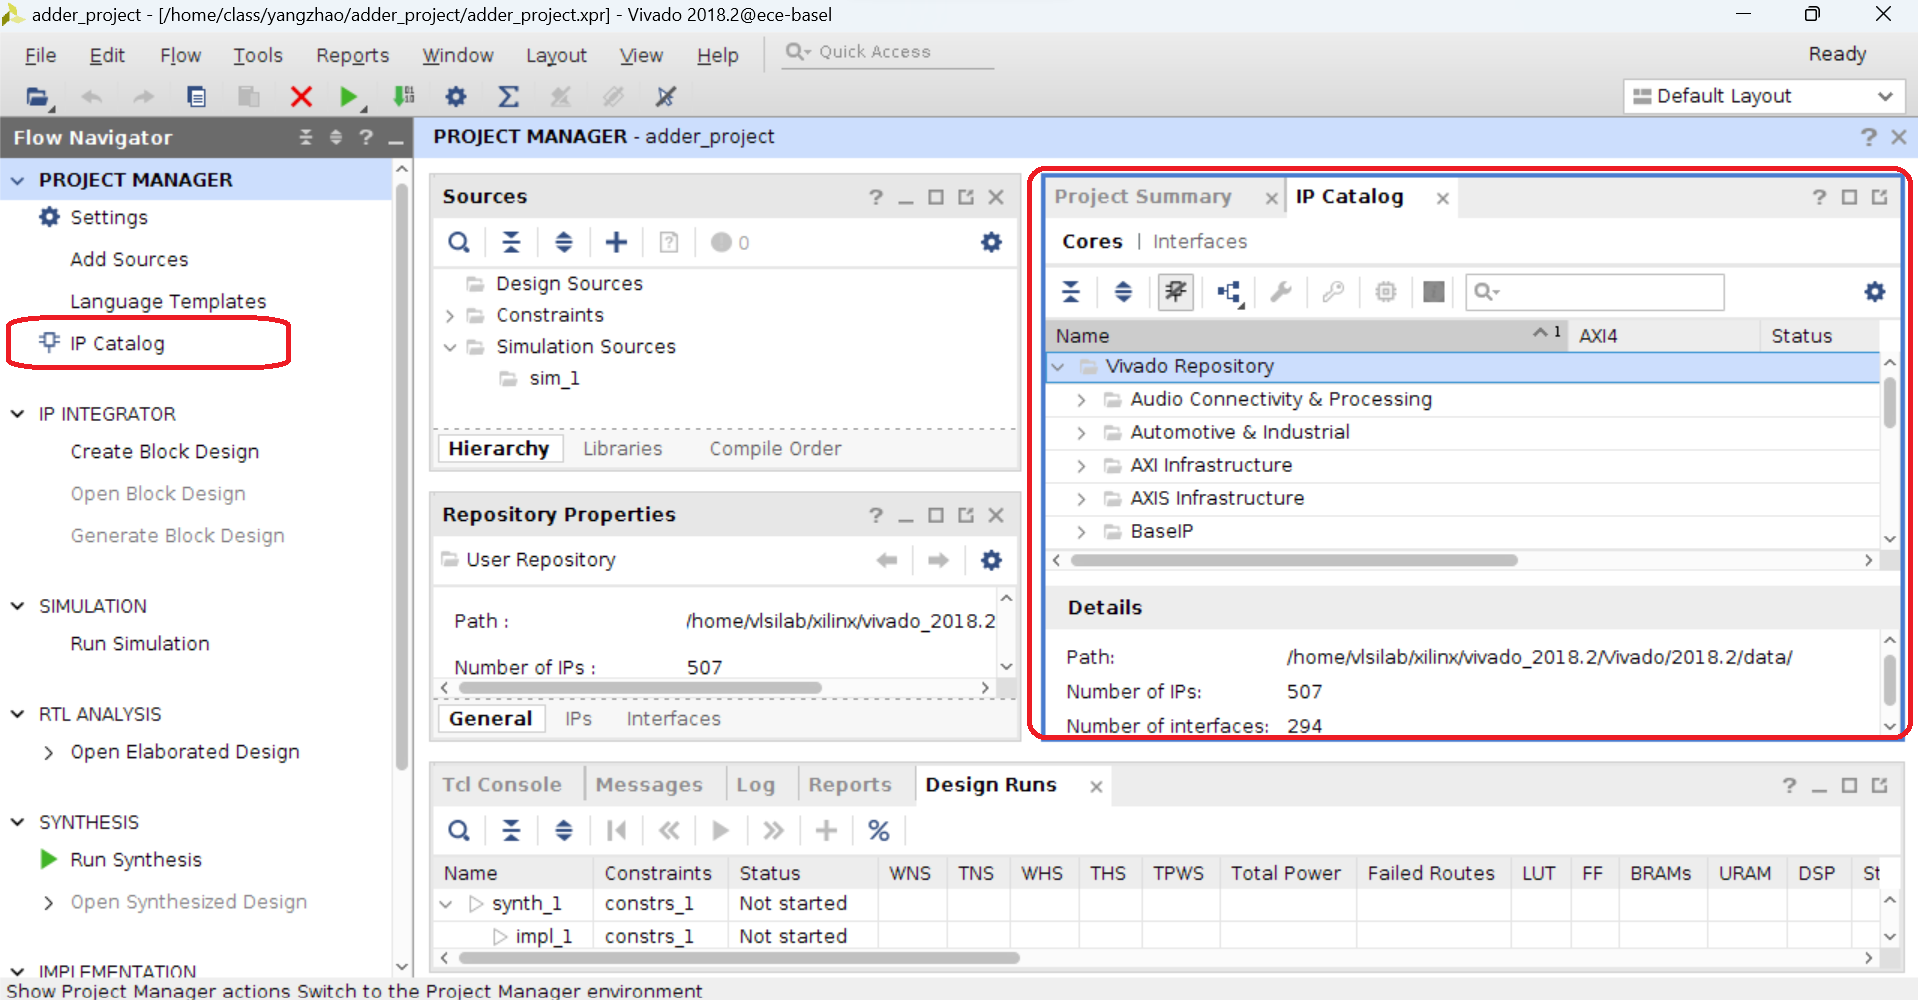 adder_project - [/home/class/yangzhao/adder_project/adder_project.xpr] - Vivado 2018.2@ece-basel
File Edit Flow Tools Reports Window Layout View Help Quick Access Ready
Default Layout
Flow Navigator
PROJECT MANAGER
Settings
Add Sources
Language Templates
IP Catalog
IP INTEGRATOR
Create Block Design
Open Block Design
Generate Block Design
SIMULATION
Run Simulation
RTL ANALYSIS
Open Elaborated Design
SYNTHESIS
Run Synthesis
Open Synthesized Design
IMPLEMENTATION
PROJECT MANAGER - adder_project
Sources
0
Design Sources
Constraints
Simulation Sources
sim_1
Hierarchy Libraries Compile Order
Repository Properties
User Repository
Path : /home/vlsilab/xilinx/vivado_2018.2
Number of IPs : 507
General IPs Interfaces
Project Summary IP Catalog
Cores | Interfaces
Name 1 AXI4 Status
Vivado Repository
Audio Connectivity & Processing
Automotive & Industrial
AXI Infrastructure
AXIS Infrastructure
BaseIP
Details
Path: /home/vlsilab/xilinx/vivado_2018.2/Vivado/2018.2/data/
Number of IPs: 507
Number of interfaces: 294
Tcl Console Messages Log Reports Design Runs
Name Constraints Status WNS TNS WHS THS TPWS Total Power Failed Routes LUT FF BRAMs URAM DSP St
synth_1 constrs_1 Not started
impl_1 constrs_1 Not started
Show Project Manager actions Switch to the Project Manager environment